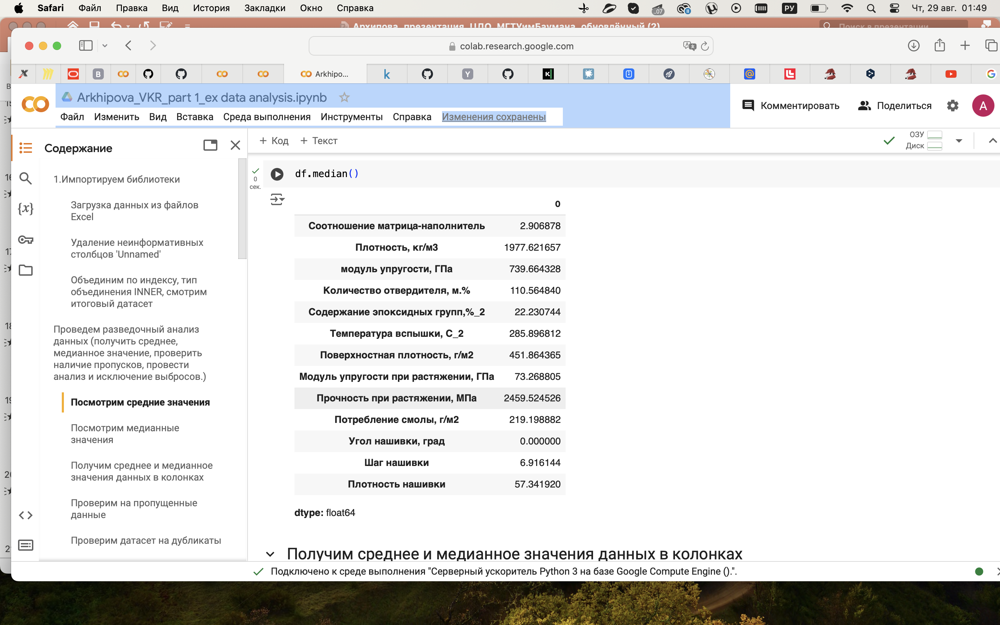 Safari Файл Правка Вид История Закладки Окно Справка
..07 РУ Чт, 29 авг. 01:49
Архипова_презентация_ЦДО_МГТУимБаумана_обновлённый (2)
Поиск в презентации
colab.research.google.com
Arkhipo...
Arkhipova_VKR_part 1_ex data analysis.ipynb
Файл Изменить Вид Вставка Среда выполнения Инструменты Справка Изменения сохранены
Комментировать Поделиться A
Содержание
+ Код + Текст
ОЗУ
Диск
1.Импортируем библиотеки
Загрузка данных из файлов
Excel
Удаление неинформативных
столбцов 'Unnamed'
Объединим по индексу, тип
объединения INNER, смотрим
итоговый датасет
Проведем разведочный анализ
данных (получить среднее,
медианное значение, проверить
наличие пропусков, провести
анализ и исключение выбросов.)
Посмотрим средние значения
Посмотрим медианные
значения
Получим среднее и медианное
значения данных в колонках
Проверим на пропущенные
данные
Проверим датасет на дубликаты
0
сек.
df.median()
0
Соотношение матрица-наполнитель 2.906878
Плотность, кг/м3 1977.621657
модуль упругости, ГПа 739.664328
Количество отвердителя, м.% 110.564840
Содержание эпоксидных групп,%_2 22.230744
Температура вспышки, С_2 285.896812
Поверхностная плотность, г/м2 451.864365
Модуль упругости при растяжении, ГПа 73.268805
Прочность при растяжении, МПа 2459.524526
Потребление смолы, г/м2 219.198882
Угол нашивки, град 0.000000
Шаг нашивки 6.916144
Плотность нашивки 57.341920
dtype: float64
Получим среднее и медианное значения данных в колонках
Подключено к среде выполнения "Серверный ускоритель Python 3 на базе Google Compute Engine ().".